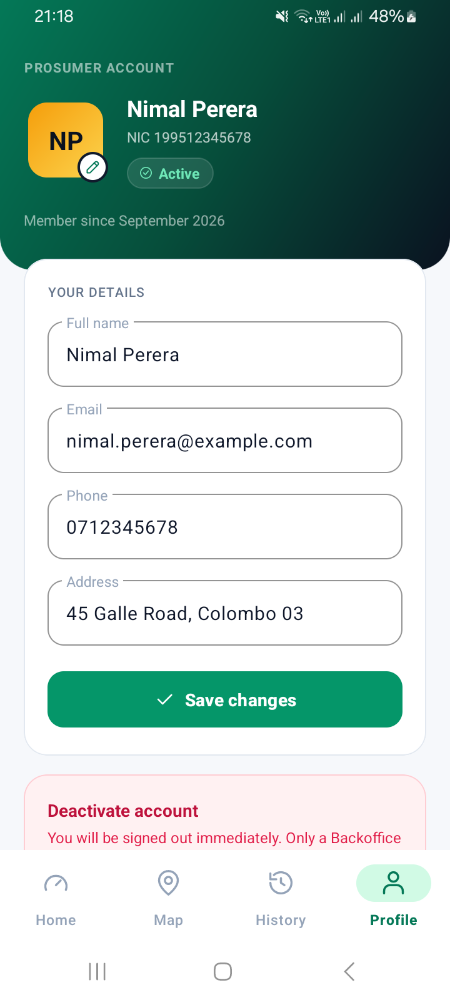 21:18
Vo))
LTE1
48%
PROSUMER ACCOUNT
NP
Nimal Perera
NIC 199512345678
Active
Member since September 2026
YOUR DETAILS
Full name
Nimal Perera
Email
nimal.perera@example.com
Phone
0712345678
Address
45 Galle Road, Colombo 03
Save changes
Deactivate account
You will be signed out immediately. Only a Backoffice
Home
Map
History
Profile